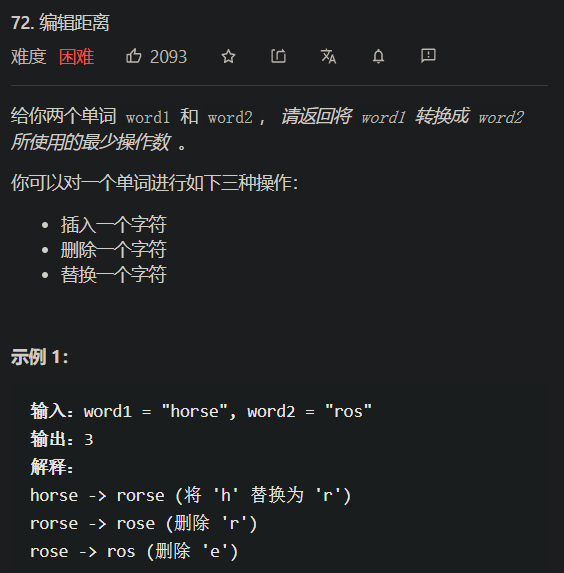 72. 编辑距离
难度 困难 2093
给你两个单词 word1 和 word2, 请返回将 word1 转换成 word2
所使用的最少操作数 。
你可以对一个单词进行如下三种操作:
• 插入一个字符
• 删除一个字符
• 替换一个字符
示例 1:
输入: word1 = "horse", word2 = "ros"
输出: 3
解释:
horse -> rorse (将 'h' 替换为 'r')
rorse -> rose (删除 'r')
rose -> ros (删除 'e')